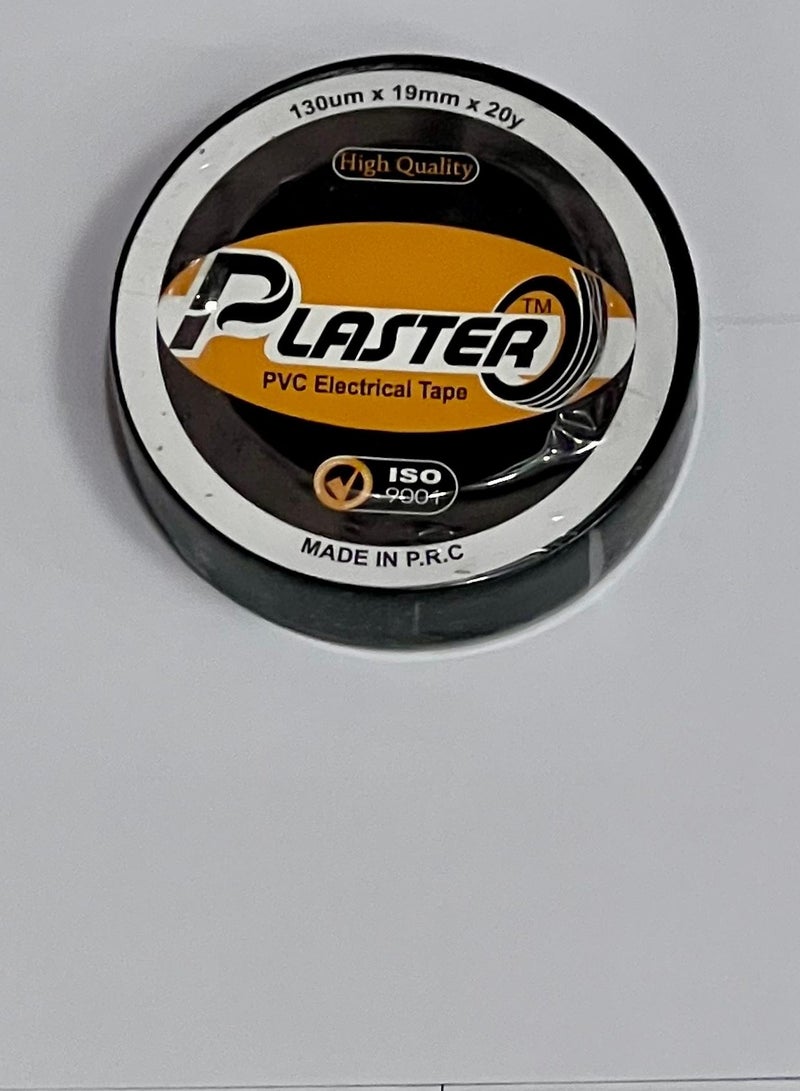 130um x 19mm x 20y
High Quality
PLASTER TM
PVC Electrical Tape
ISO
9001
MADE IN P.R.C